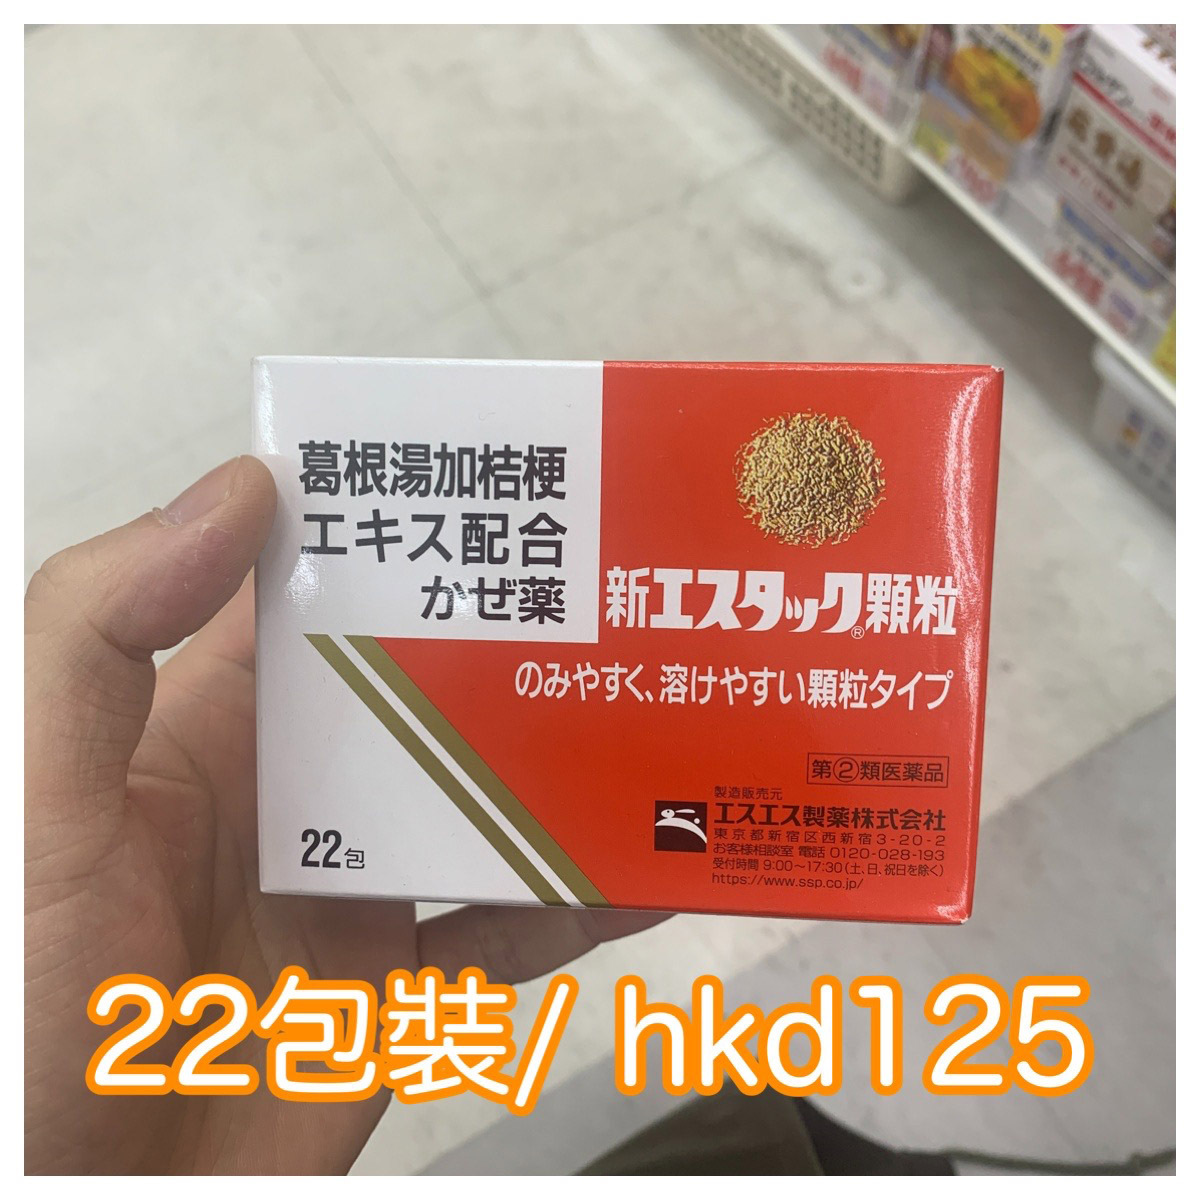 葛根湯加桔梗
エキス配合
かぜ薬
新エスタック®顆粒
のみやすく、溶けやすい顆粒タイプ
第②類医薬品
製造販売元
エスエス製薬株式会社
東京都新宿区西新宿3-20-2
お客様相談室 電話 0120-028-193
受付時間 9:00〜17:30(土、日、祝日を除く)
https://www.ssp.co.jp/
22包
22包裝/ hkd125